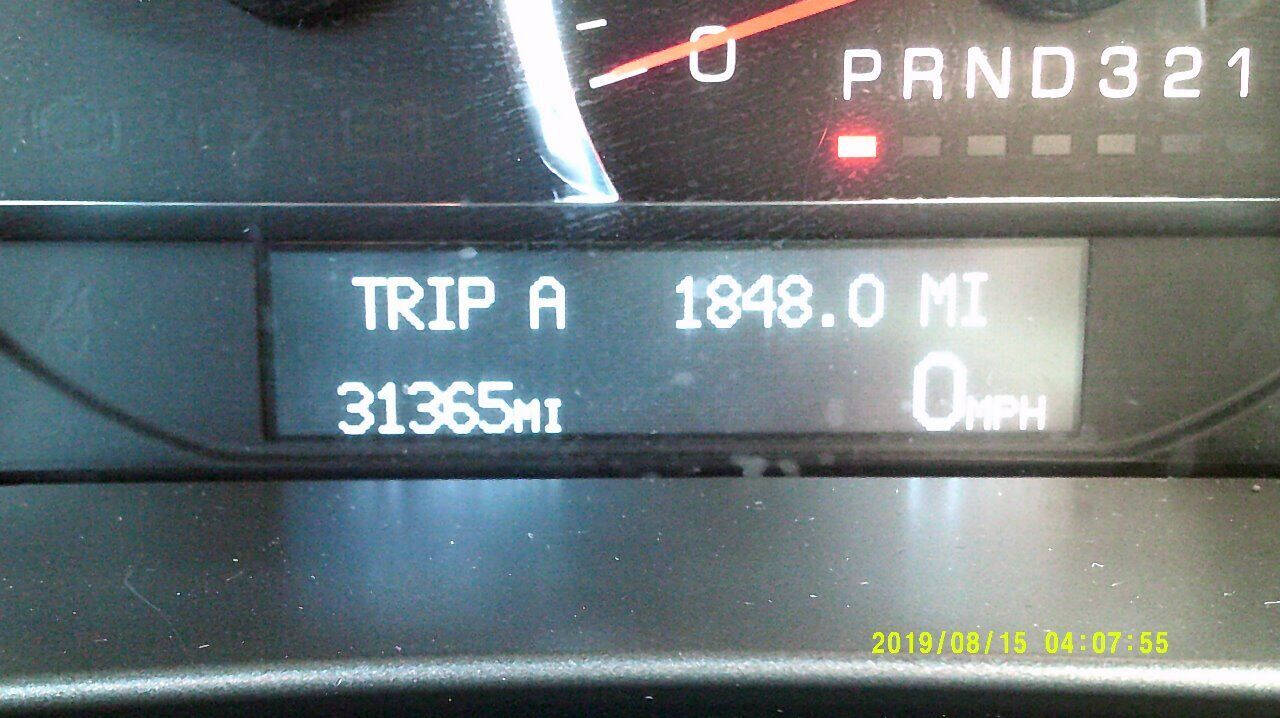 0
PRND321
TRIP A 1848.0 MI
31365MI 0MPH
2019/08/15 04:07:55